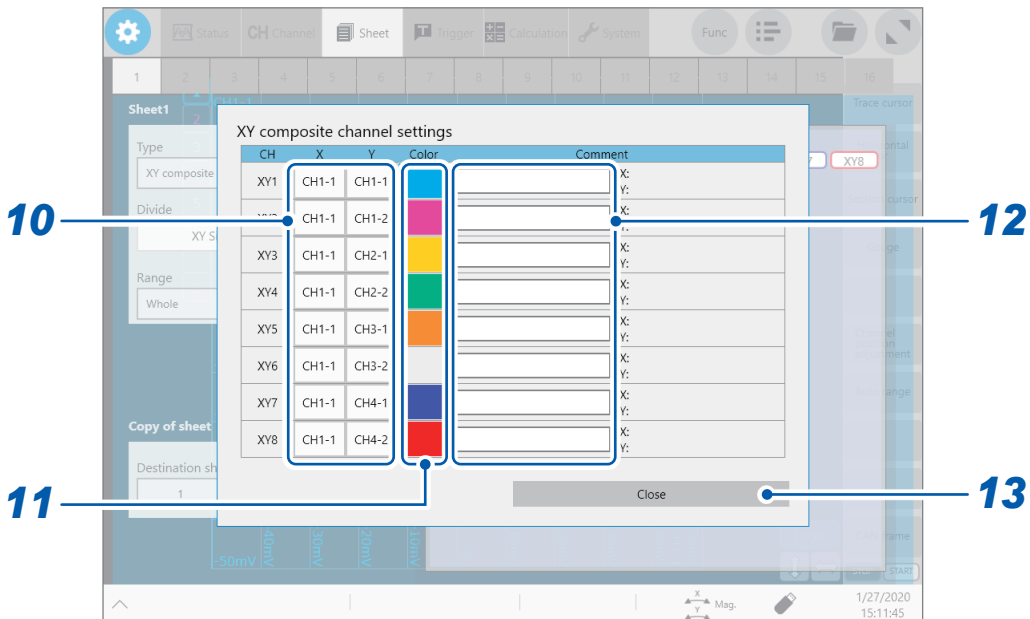 Status CH Channel Sheet Trigger Calculation System Func
1 2 3 4 5 6 7 8 9 10 11 12 13 14 15 16
Sheet1
Trace cursor
Type
XY composite
Divide
XY S
Range
Whole
Copy of sheet
Destination sh
1
XY composite channel settings
CH X Y Color Comment
XY1 CH1-1 CH1-1 X:
Y:
CH1-1 CH1-2 X:
Y:
XY3 CH1-1 CH2-1 X:
Y:
XY4 CH1-1 CH2-2 X:
Y:
XY5 CH1-1 CH3-1 X:
Y:
XY6 CH1-1 CH3-2 X:
Y:
XY7 CH1-1 CH4-1 X:
Y:
XY8 CH1-1 CH4-2 X:
Y:
Close
XY8
cursor
-50mV -40mV -30mV -20mV -10mV
START
X
Y
Mag.
1/27/2020
15:11:45
10
11
12
13